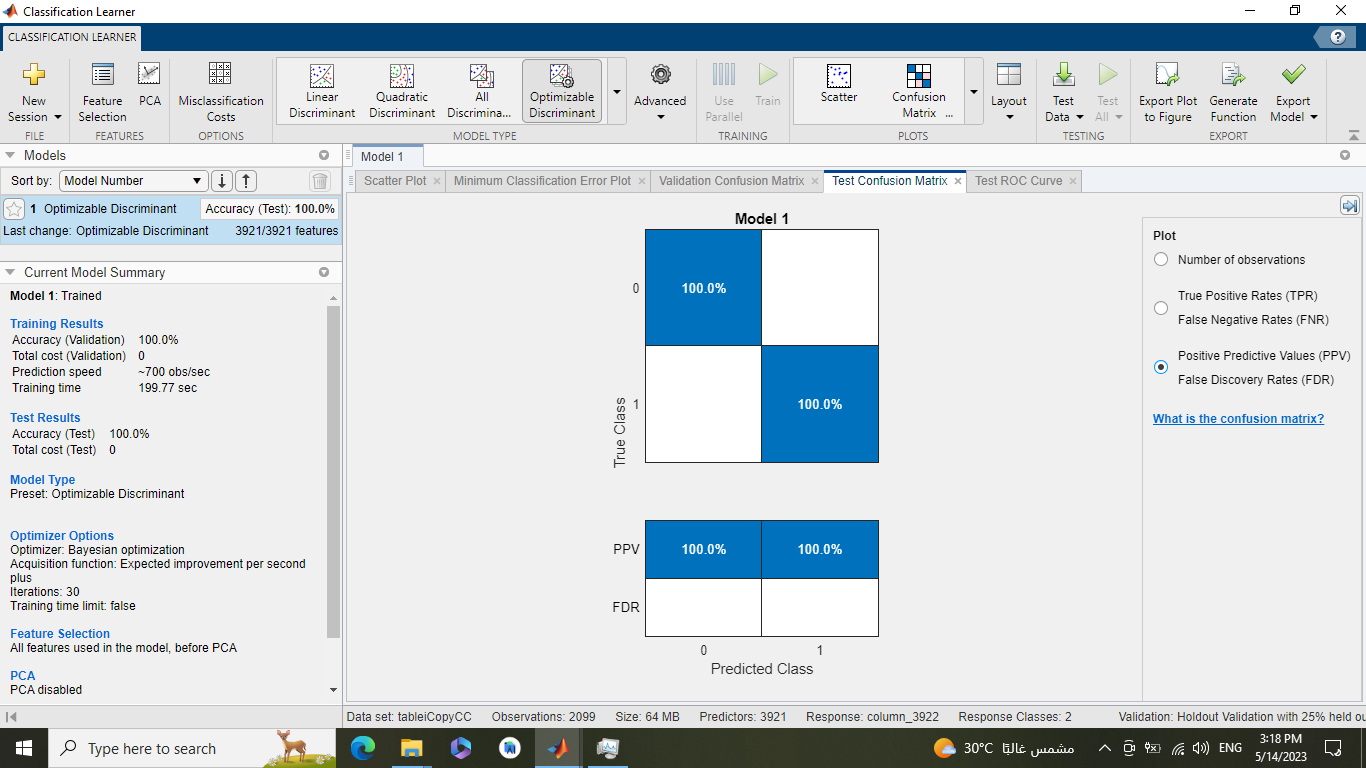 Classification Learner
CLASSIFICATION LEARNER
New Session
Feature Selection
PCA
Misclassification Costs
Linear Discriminant
Quadratic Discriminant
All Discrimina...
Optimizable Discriminant
Advanced
Use Parallel
Train
Scatter
Confusion Matrix ...
Layout
Test Data
Test All
Export Plot to Figure
Generate Function
Export Model
FILE
FEATURES
OPTIONS
MODEL TYPE
TRAINING
PLOTS
TESTING
EXPORT
Models
Sort by: Model Number
1 Optimizable Discriminant Accuracy (Test): 100.0%
Last change: Optimizable Discriminant 3921/3921 features
Current Model Summary
Model 1: Trained
Training Results
Accuracy (Validation) 100.0%
Total cost (Validation) 0
Prediction speed ~700 obs/sec
Training time 199.77 sec
Test Results
Accuracy (Test) 100.0%
Total cost (Test) 0
Model Type
Preset: Optimizable Discriminant
Optimizer Options
Optimizer: Bayesian optimization
Acquisition function: Expected improvement per second
plus
Iterations: 30
Training time limit: false
Feature Selection
All features used in the model, before PCA
PCA
PCA disabled
Model 1
Scatter Plot
Minimum Classification Error Plot
Validation Confusion Matrix
Test Confusion Matrix
Test ROC Curve
Model 1
0
100.0%
1
100.0%
True Class
PPV 100.0% 100.0%
FDR
0 1
Predicted Class
Plot
Number of observations
True Positive Rates (TPR)
False Negative Rates (FNR)
Positive Predictive Values (PPV)
False Discovery Rates (FDR)
What is the confusion matrix?
Data set: tableiCopyCC Observations: 2099 Size: 64 MB Predictors: 3921 Response: column_3922 Response Classes: 2 Validation: Holdout Validation with 25% held ou
Type here to search
30°C مشمس غالبًا
ENG
3:18 PM
5/14/2023